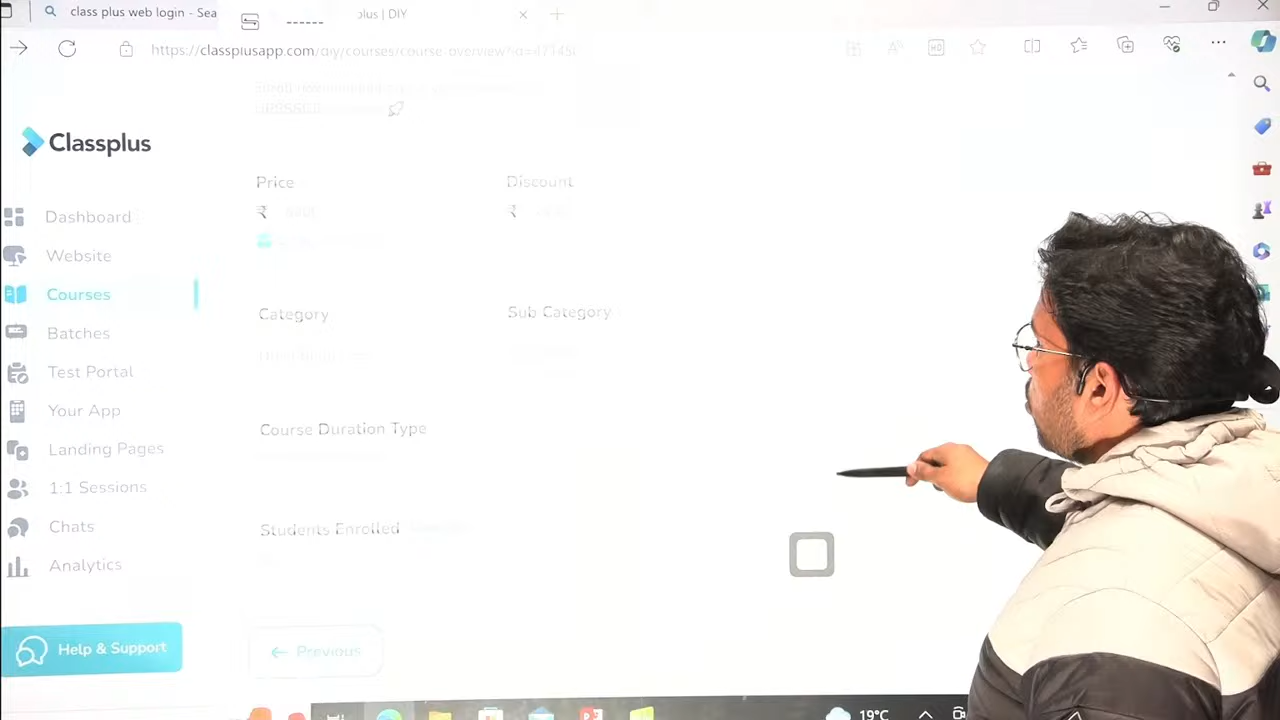 class plus web login - Sea
plus | DIY
https://classplusapp.com/diy/courses/course-overview?id=
Classplus
Dashboard
Website
Courses
Batches
Test Portal
Your App
Landing Pages
1:1 Sessions
Chats
Analytics
Help & Support
Price
Discount
₹
₹
Category
Sub Category
Course Duration Type
Students Enrolled
← Previous
19°C